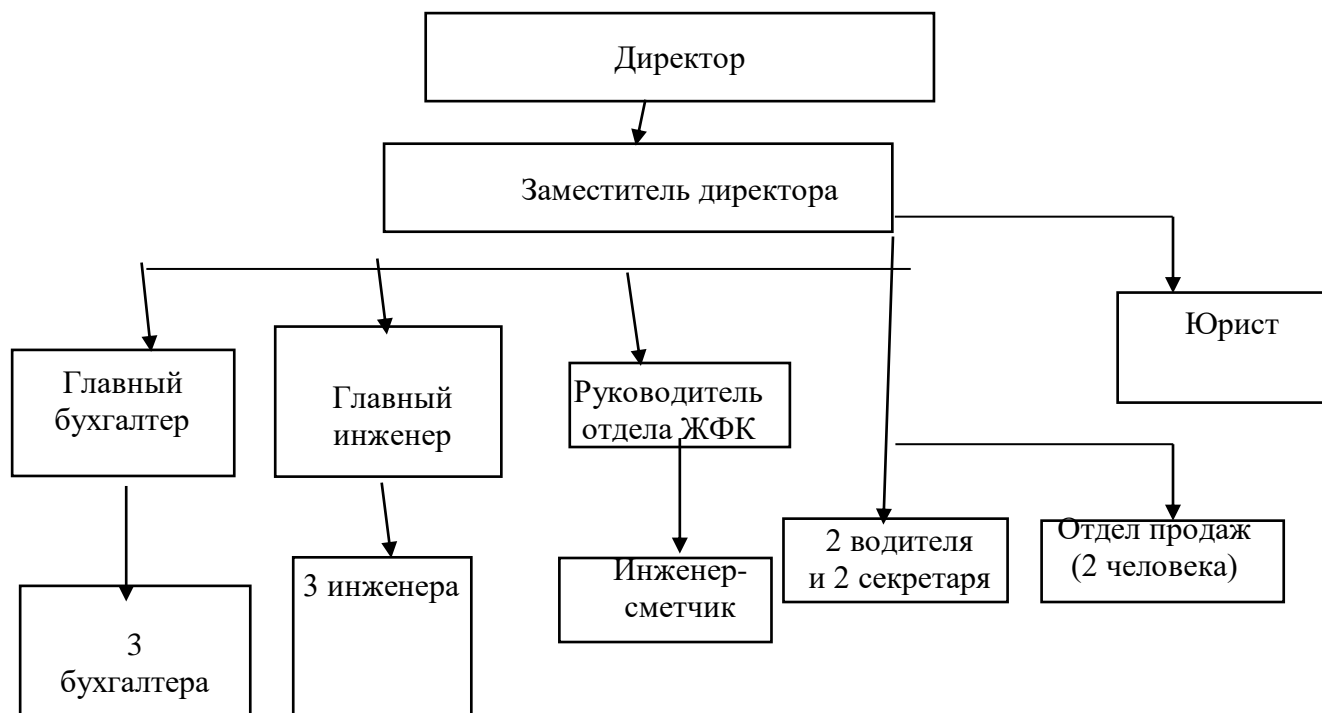 Директор
Заместитель директора
Юрист
Главный
бухгалтер
Главный
инженер
Руководитель
отдела ЖФК
2 водителя
и 2 секретаря
Отдел продаж
(2 человека)
Инженер-
сметчик
3 инженера
3
бухгалтера